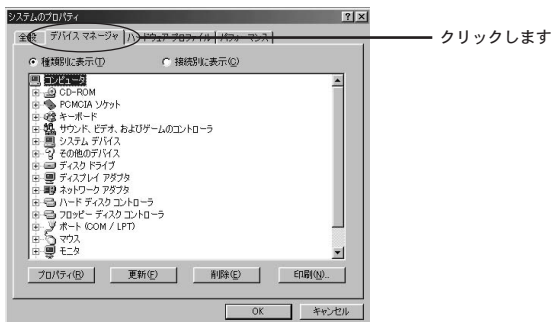 システムのプロパティ
全般 デバイス マネージャ ハードウェア プロファイル パフォーマンス
クリックします
種類別に表示(T) 接続別に表示(C)
コンピュータ
CD-ROM
PCMCIA ソケット
キーボード
サウンド、ビデオ、およびゲームのコントローラ
システム デバイス
その他のデバイス
ディスク ドライブ
ディスプレイ アダプタ
ネットワーク アダプタ
ハード ディスク コントローラ
フロッピー ディスク コントローラ
ポート (COM / LPT)
マウス
モニタ
プロパティ(R) 更新(F) 削除(E) 印刷(N)...
OK キャンセル